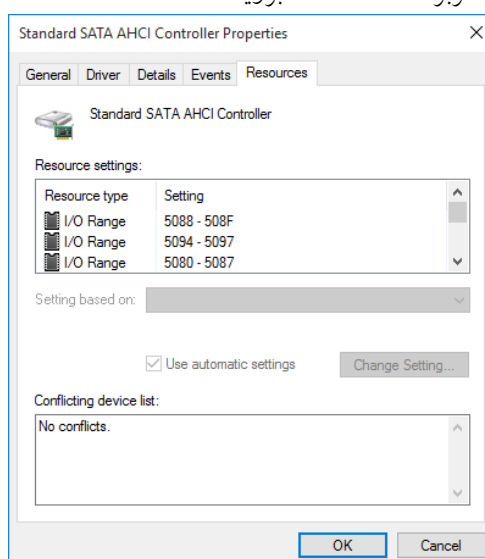 Standard SATA AHCI Controller Properties
General Driver Details Events Resources
Standard SATA AHCI Controller
Resource settings:
Resource type Setting
I/O Range 5088 - 508F
I/O Range 5094 - 5097
I/O Range 5080 - 5087
Setting based on:
Use automatic settings Change Setting...
Conflicting device list:
No conflicts.
OK Cancel